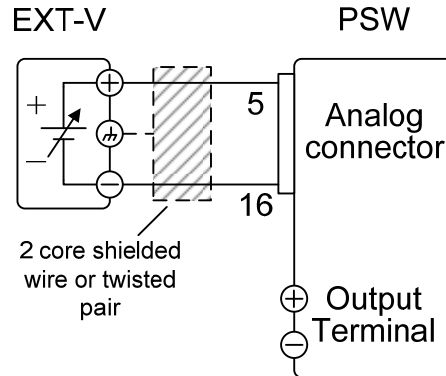 EXT-V
PSW
+
−
+
−
5
16
Analog
connector
2 core shielded
wire or twisted
pair
+
−
Output
Terminal